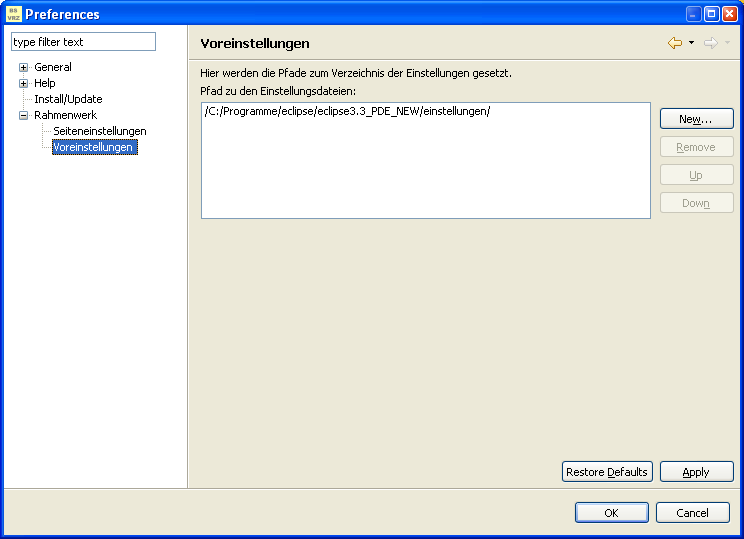 BS
VRZ
Preferences
type filter text
General
Help
Install/Update
Rahmenwerk
Seiteneinstellungen
Voreinstellungen
Voreinstellungen
Hier werden die Pfade zum Verzeichnis der Einstellungen gesetzt.
Pfad zu den Einstellungsdateien:
/C:/Programme/eclipse/eclipse3.3_PDE_NEW/einstellungen/
New...
Remove
Up
Down
Restore Defaults
Apply
OK
Cancel